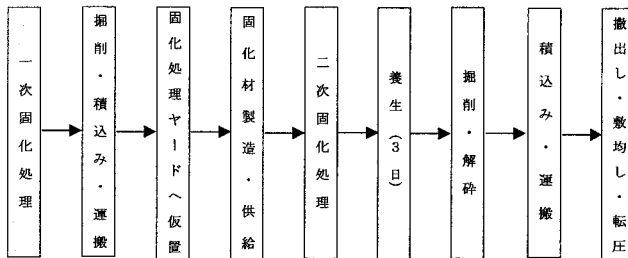 一次固化処理
掘削・積込み・運搬
固化処理ヤードへ仮置
固化材製造・供給
二次固化処理
養生（3日）
掘削・解砕
積込み・運搬
撒出し・敷均し・転圧